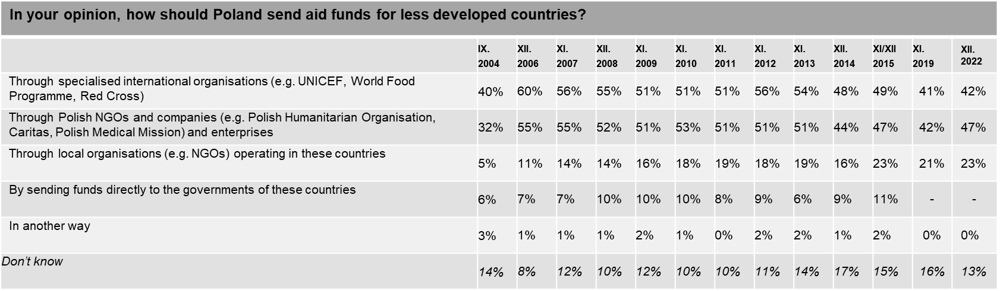 In your opinion, how should Poland send aid funds for less developed countries?
IX. 2004 XII. 2006 XI. 2007 XII. 2008 XI. 2009 XI. 2010 XI. 2011 XI. 2012 XI. 2013 XII. 2014 XI/XII 2015 XI. 2019 XII. 2022
Through specialised international organisations (e.g. UNICEF, World Food
Programme, Red Cross) 40% 60% 56% 55% 51% 51% 51% 56% 54% 48% 49% 41% 42%
Through Polish NGOs and companies (e.g. Polish Humanitarian Organisation,
Caritas, Polish Medical Mission) and enterprises 32% 55% 55% 52% 51% 53% 51% 51% 51% 44% 47% 42% 47%
Through local organisations (e.g. NGOs) operating in these countries 5% 11% 14% 14% 16% 18% 19% 18% 19% 16% 23% 21% 23%
By sending funds directly to the governments of these countries 6% 7% 7% 10% 10% 10% 8% 9% 6% 9% 11% - -
In another way 3% 1% 1% 1% 2% 1% 0% 2% 2% 1% 2% 0% 0%
Don't know 14% 8% 12% 10% 12% 10% 10% 11% 14% 17% 15% 16% 13%